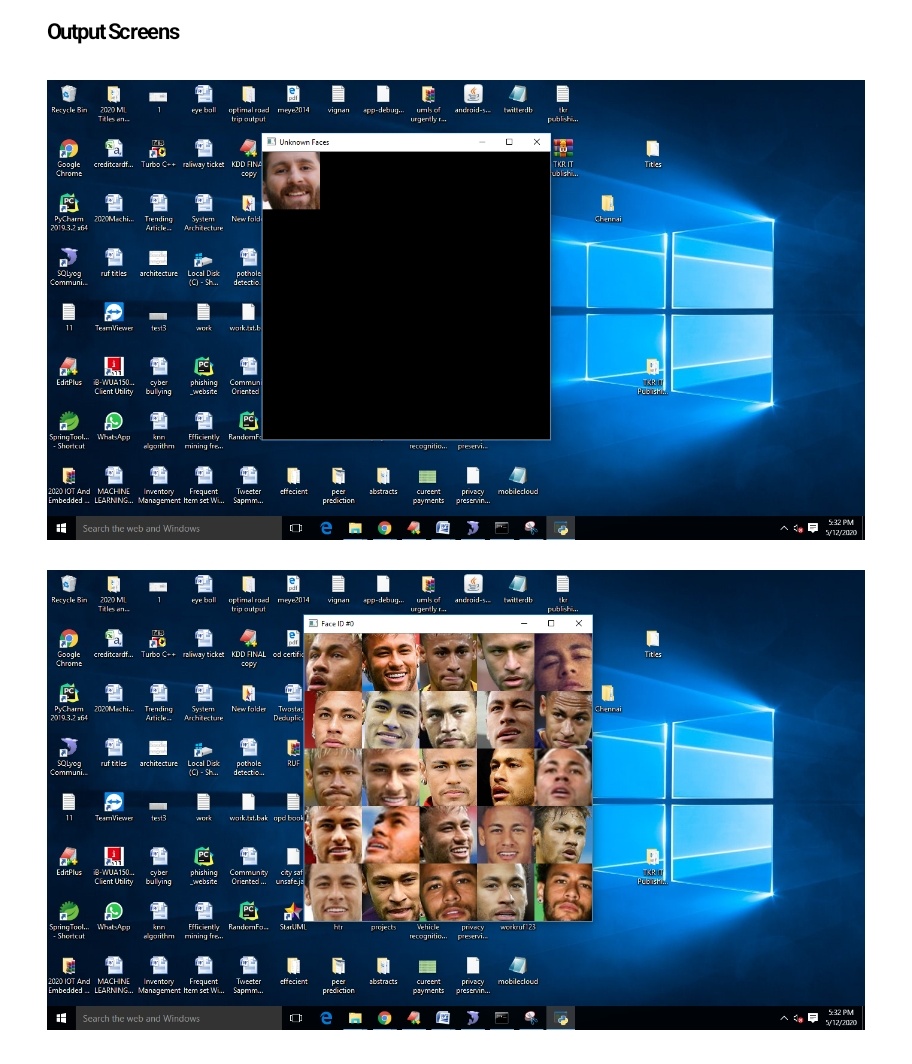 Output Screens
Recycle Bin
2020 ML Titles an...
1
eye boll
optimal road trip output
meye2014
vignan
app-debug...
umls of urgently r...
android-s...
twitterdb
tkr publishi...
Unknown Faces
Google Chrome
creditcardf...
Turbo C++
raliway ticket
KDD FINA copy
TKR IT Publishi...
Titles
PyCharm 2019.3.2 x64
2020Machi...
Trending Article...
System Architecture
New fold
Chennai
SQLyog Communi...
ruf titles
architecture
Local Disk (C) - Sh...
pothole detectio
11
TeamViewer
test3
work
work.txt.b
EditPlus
iB-WUA150... Client Utility
cyber bullying
phishing _website
Commun Oriented
TKR IT Publishi...
SpringTool... - Shortcut
WhatsApp
knn algorithm
Efficiently mining fre...
RandomFo
recognitio...
preservi...
2020 IOT And Embedded ...
MACHINE LEARNING...
Inventory Management
Frequent Item set Wi...
Tweeter Sapmm...
effecient
peer prediction
abstracts
cureent payments
privacy preservin...
mobilecloud
Search the web and Windows
5:32 PM
5/12/2020
Recycle Bin
2020 ML Titles an...
1
eye boll
optimal road trip output
meye2014
vignan
app-debug...
umls of urgently r...
android-s...
twitterdb
tkr publishi...
Face ID #0
Google Chrome
creditcardf...
Turbo C++
raliway ticket
KDD FINAL copy
od certific
Titles
PyCharm 2019.3.2 x64
2020Machi...
Trending Article...
System Architecture
New folder
Twostag Deduplic
Chennai
SQLyog Communi...
ruf titles
architecture
Local Disk (C) - Sh...
pothole detectio...
RUF
11
TeamViewer
test3
work
work.txt.bak
opd book
EditPlus
iB-WUA150... Client Utility
cyber bullying
phishing _website
Community Oriented ...
city saf unsafe.ja
TKR IT Publishi...
SpringTool... - Shortcut
WhatsApp
knn algorithm
Efficiently mining fre...
RandomFo...
StarUML
htr
projects
Vehicle recognitio...
privacy preservi...
workruf123
2020 IOT And Embedded ...
MACHINE LEARNING...
Inventory Management
Frequent Item set Wi...
Tweeter Sapmm...
effecient
peer prediction
abstracts
cureent payments
privacy preservin...
mobilecloud
Search the web and Windows
5:32 PM
5/12/2020